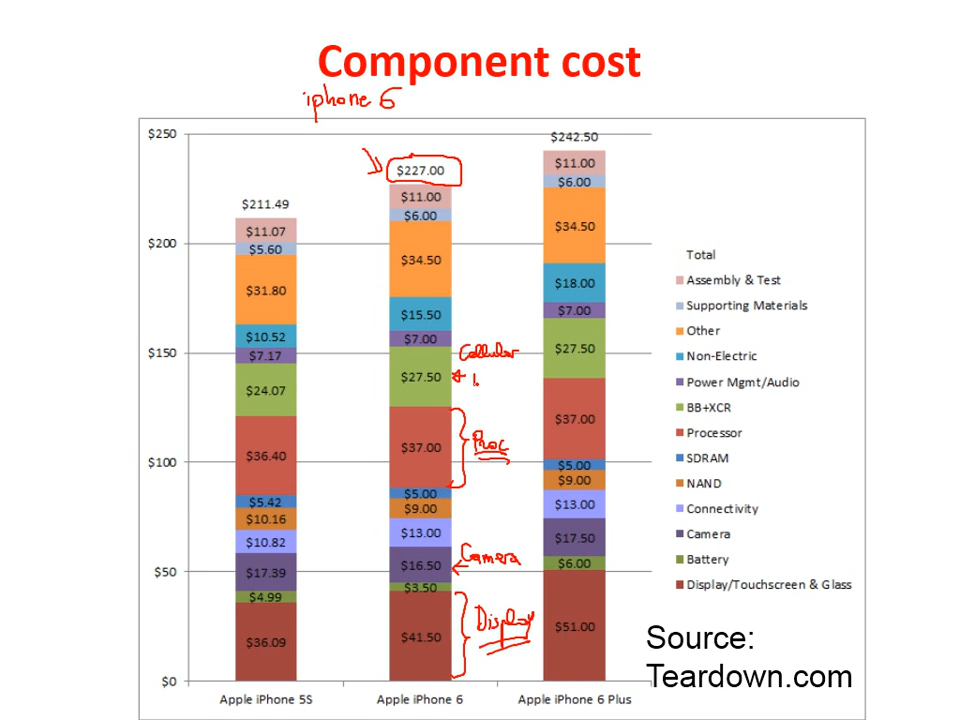 Component cost
iphone 6
$250
$200
$150
$100
$50
$0
$211.49
$11.07
$5.60
$31.80
$10.52
$7.17
$24.07
$36.40
$5.42
$10.16
$10.82
$17.39
$4.99
$36.09
Apple iPhone 5S
$227.00
$11.00
$6.00
$34.50
$15.50
$7.00
$27.50
$37.00
$5.00
$9.00
$13.00
$16.50
$3.50
$41.50
Apple iPhone 6
Cellular
Proc
Camera
Display
$242.50
$11.00
$6.00
$34.50
$18.00
$7.00
$27.50
$37.00
$5.00
$9.00
$13.00
$17.50
$6.00
$51.00
Apple iPhone 6 Plus
Total
Assembly & Test
Supporting Materials
Other
Non-Electric
Power Mgmt/Audio
BB+XCR
Processor
SDRAM
NAND
Connectivity
Camera
Battery
Display/Touchscreen & Glass
Source:
Teardown.com